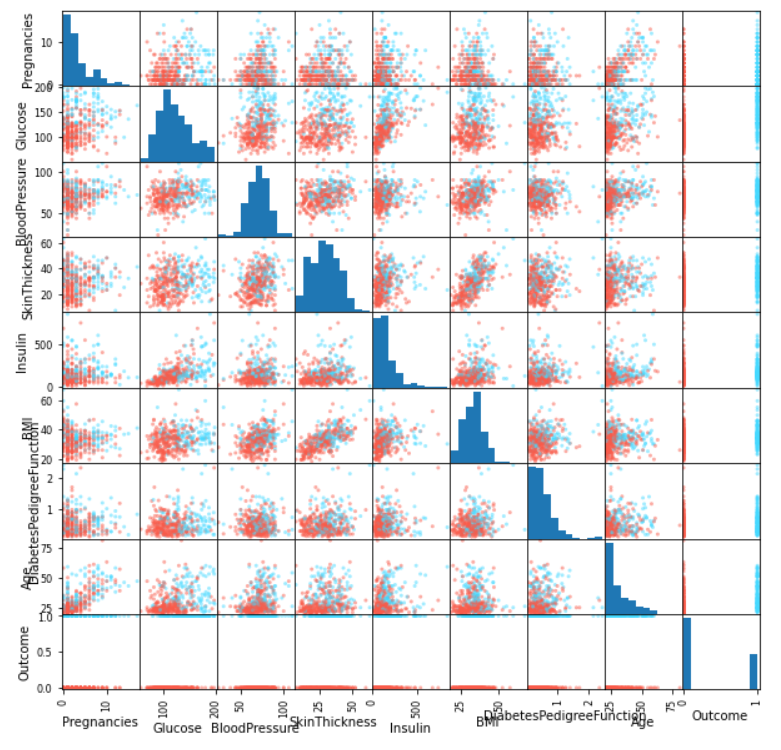 Pregnancies
10
0
Glucose
200
150
100
BloodPressure
100
50
SkinThickness
60
40
20
Insulin
500
0
BMI
60
40
20
DiabetesPedigreeFunction
2
1
Age
75
50
25
Outcome
1.0
0.5
0.0
0 10 100 200 50 100 25 50 0 500 25 50 1 2 25 50 75 0 1
Pregnancies Glucose BloodPressure SkinThickness Insulin BMI DiabetesPedigreeFunction Age Outcome